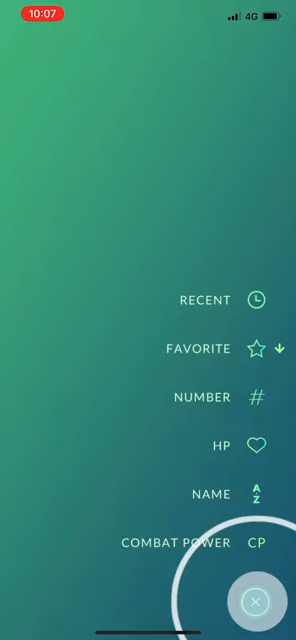 10:07
4G
RECENT
FAVORITE
NUMBER #
HP
NAME A Z
COMBAT POWER CP